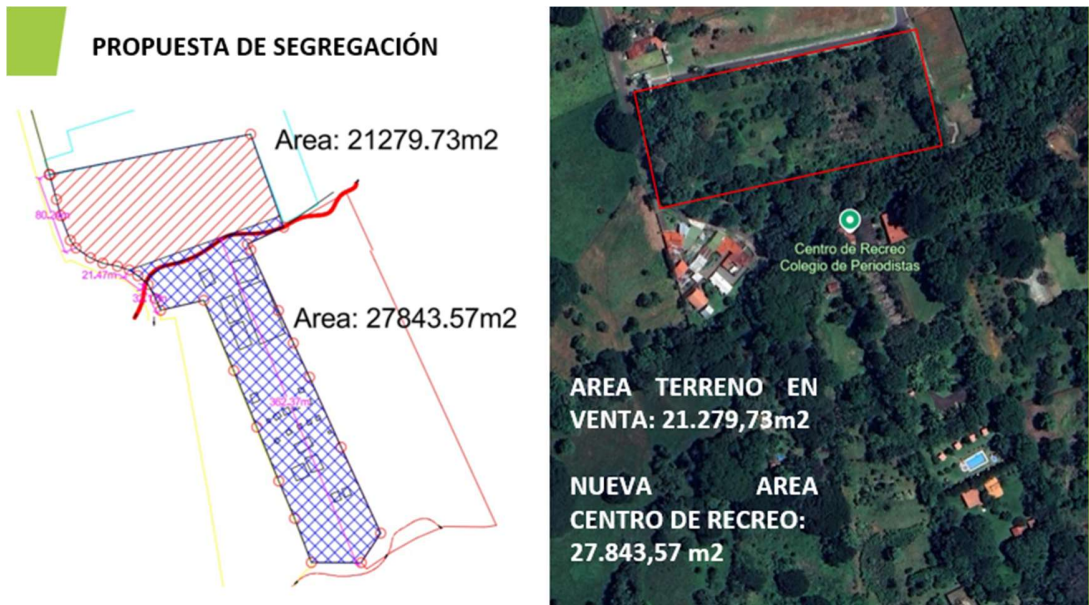 PROPUESTA DE SEGREGACIÓN
Area: 21279.73m2
21.47m
Area: 27843.57m2
Centro de Recreo
Colegio de Periodistas
AREA TERRENO EN
VENTA: 21.279,73m2
NUEVA AREA
CENTRO DE RECREO:
27.843,57 m2